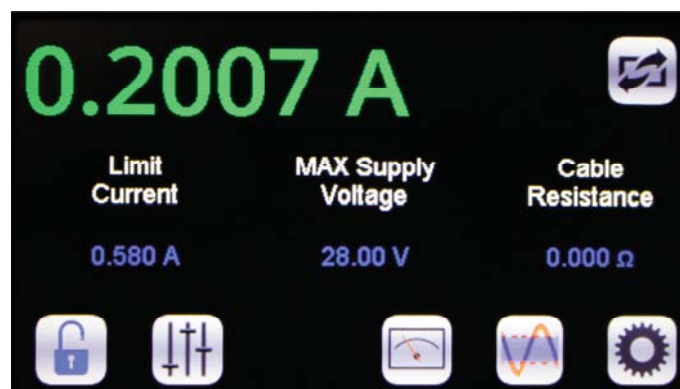 0.2007 A
Limit Current
MAX Supply Voltage
Cable Resistance
0.580 A
28.00 V
0.000 Ω